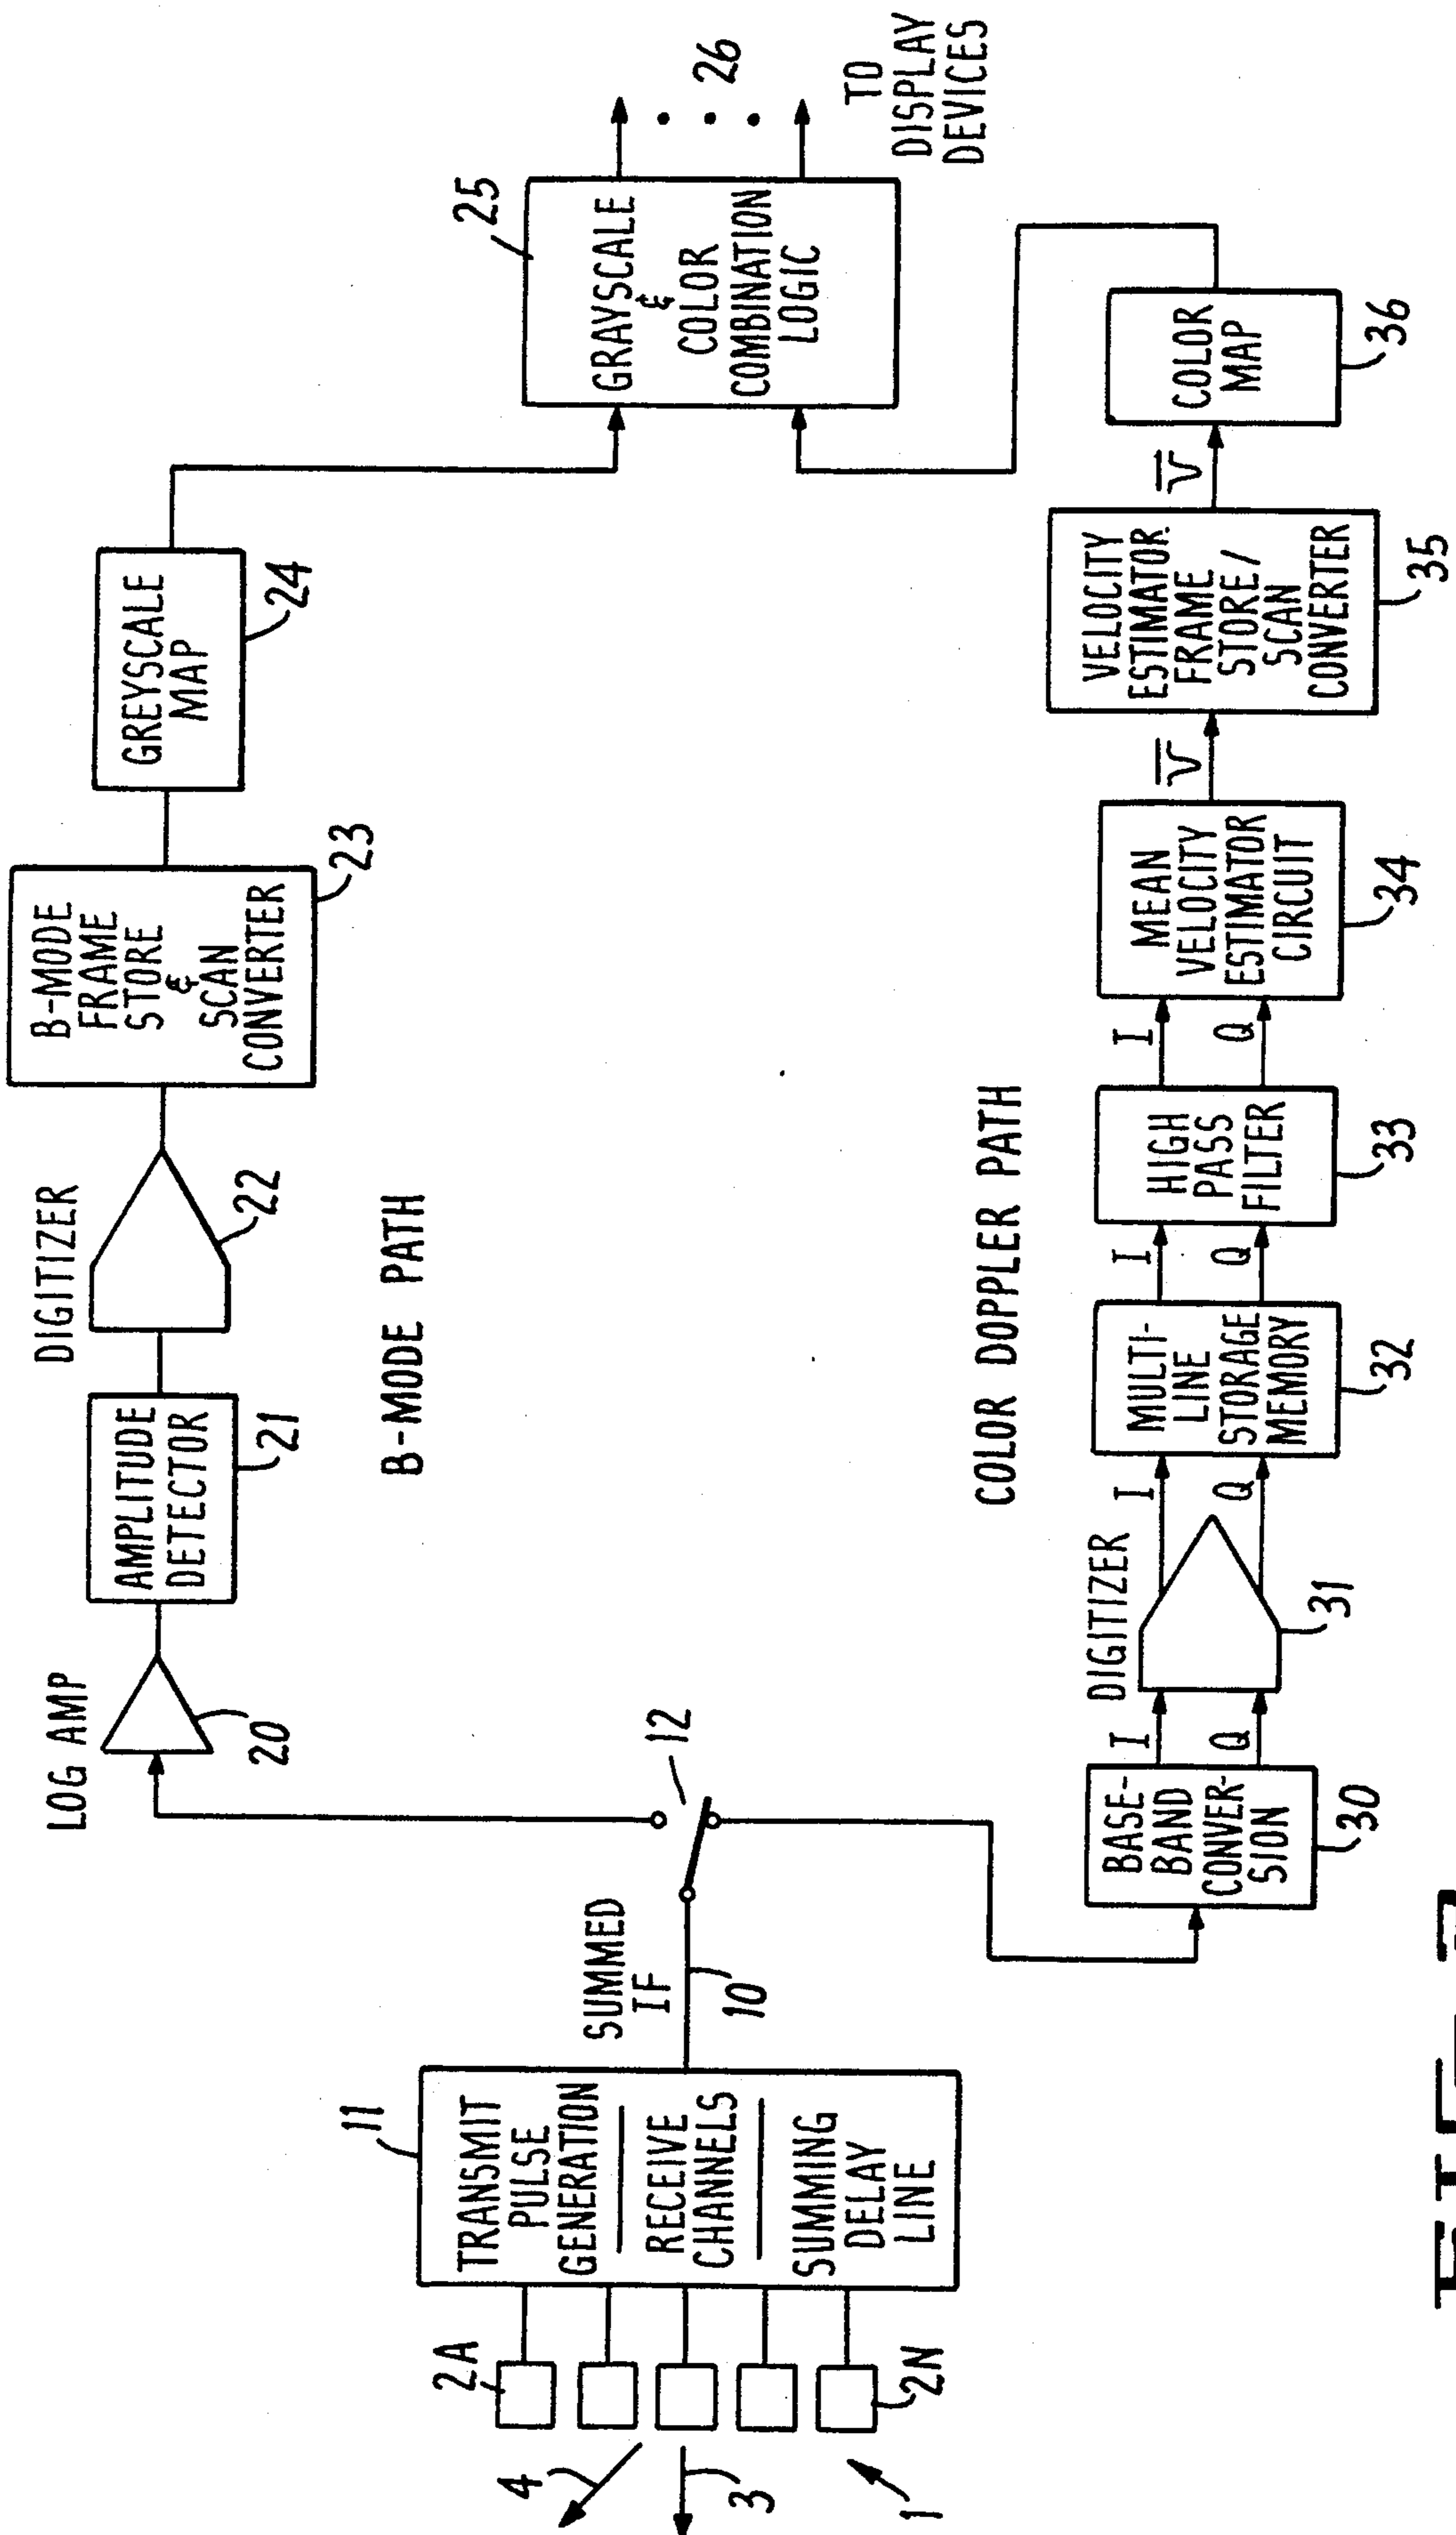 LOG AMP
20
AMPLITUDE
DETECTOR
21
DIGITIZER
22
B-MODE
FRAME
STORE
&
SCAN
CONVERTER
23
GREYSCALE
MAP
24
B-MODE PATH
2A
2N
1
3
4
11
TRANSMIT
PULSE
GENERATION
RECEIVE
CHANNELS
SUMMING
DELAY
LINE
SUMMED
IF
10
12
25
GRAYSCALE
&
COLOR
COMBINATION
LOGIC
26
TO
DISPLAY
DEVICES
COLOR DOPPLER PATH
BASE-
BAND
CONVER-
SION
30
I
Q
DIGITIZER
31
I
Q
MULTI-
LINE
STORAGE
MEMORY
32
I
Q
HIGH
PASS
FILTER
33
I
Q
MEAN
VELOCITY
ESTIMATOR
CIRCUIT
34
V̅
VELOCITY
ESTIMATOR
FRAME
STORE/
SCAN
CONVERTER
35
V̅
COLOR
MAP
36